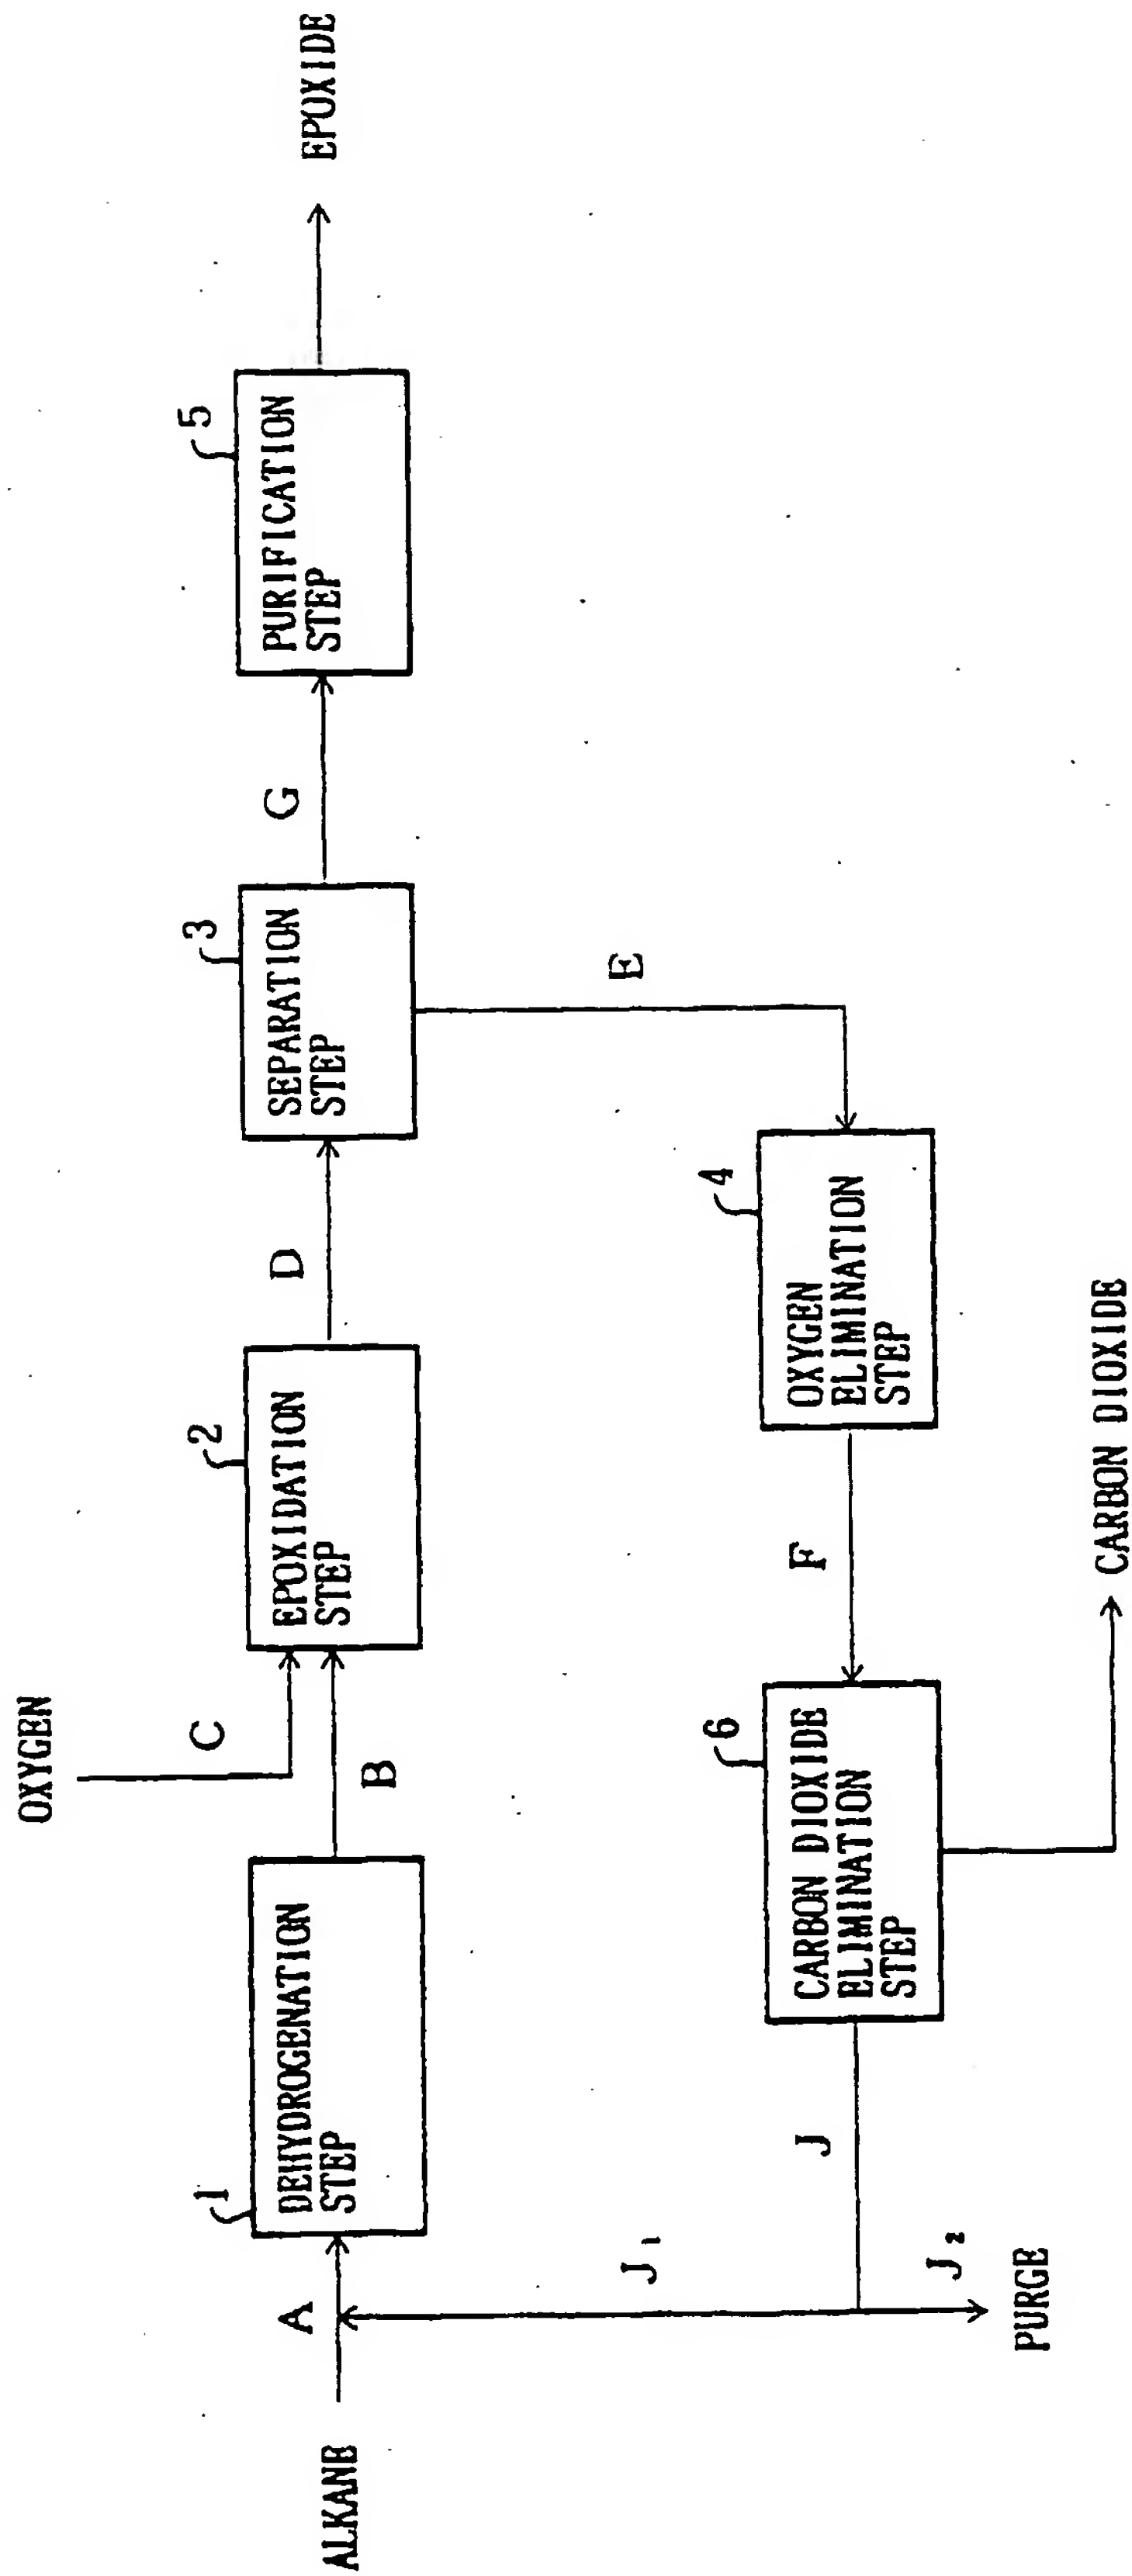 OXYGEN
C
1
DEHYDROGENATION
STEP
B
2
EPOXIDATION
STEP
D
3
SEPARATION
STEP
G
5
PURIFICATION
STEP
EPOXIDE
ALKANE
A
E
J₁
J
6
CARBON DIOXIDE
ELIMINATION
STEP
F
4
OXYGEN
ELIMINATION
STEP
J₂
PURGE
CARBON DIOXIDE